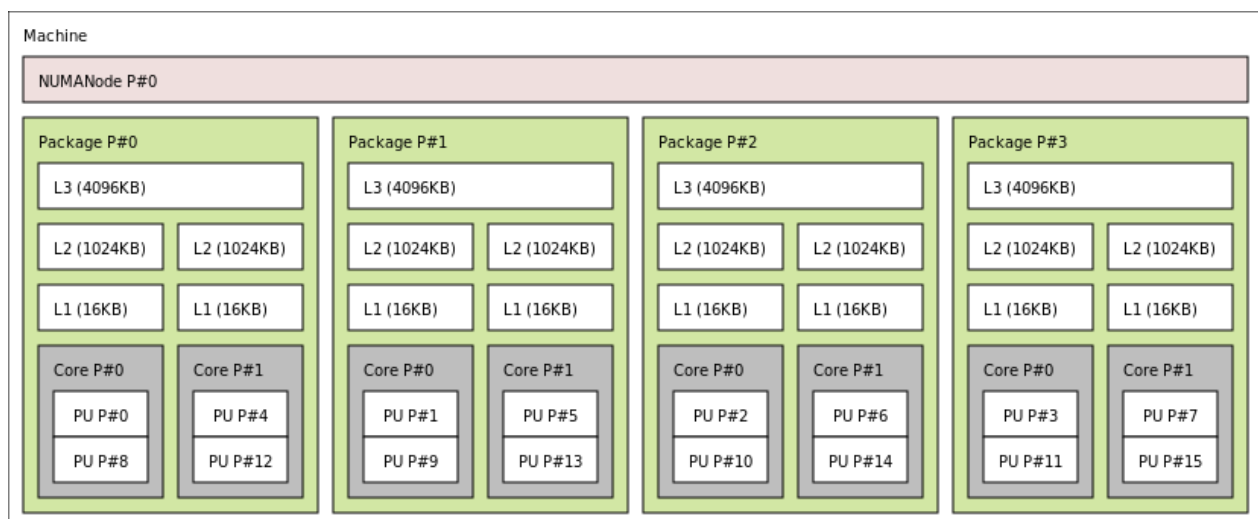 Machine
NUMANode P#0
Package P#0
L3 (4096KB)
L2 (1024KB) L2 (1024KB)
L1 (16KB) L1 (16KB)
Core P#0 Core P#1
PU P#0 PU P#4
PU P#8 PU P#12
Package P#1
L3 (4096KB)
L2 (1024KB) L2 (1024KB)
L1 (16KB) L1 (16KB)
Core P#0 Core P#1
PU P#1 PU P#5
PU P#9 PU P#13
Package P#2
L3 (4096KB)
L2 (1024KB) L2 (1024KB)
L1 (16KB) L1 (16KB)
Core P#0 Core P#1
PU P#2 PU P#6
PU P#10 PU P#14
Package P#3
L3 (4096KB)
L2 (1024KB) L2 (1024KB)
L1 (16KB) L1 (16KB)
Core P#0 Core P#1
PU P#3 PU P#7
PU P#11 PU P#15